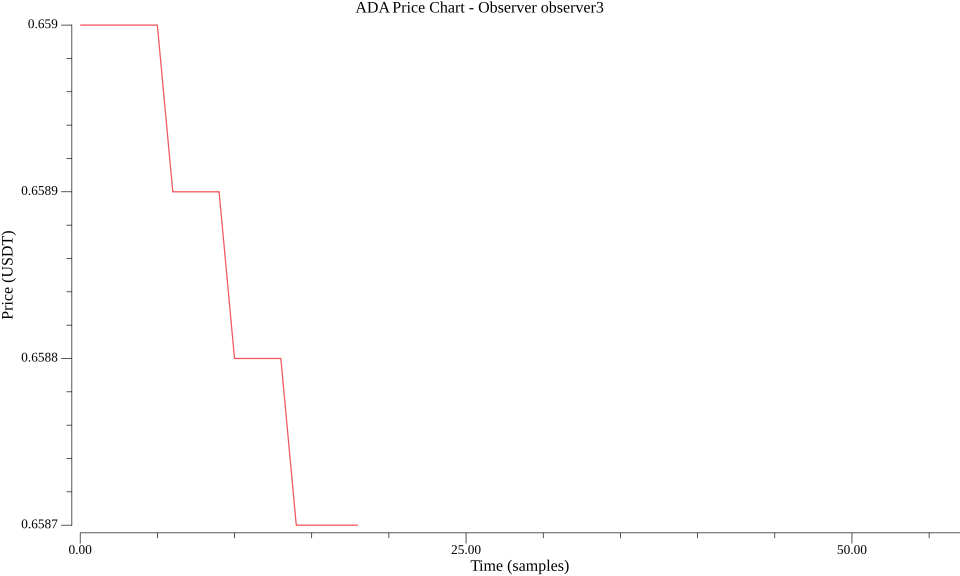 ADA Price Chart - Observer observer3
0.659
0.6589
0.6588
0.6587
Price (USDT)
0.00 25.00 50.00
Time (samples)